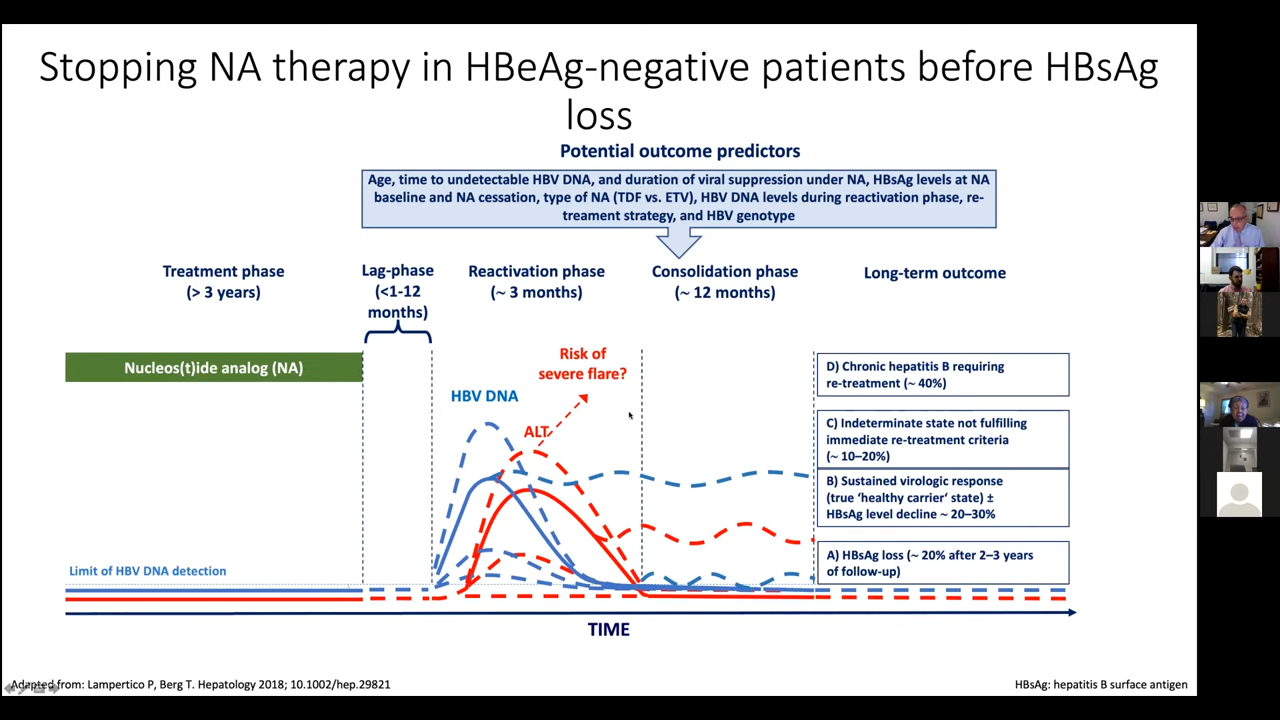 Stopping NA therapy in HBeAg-negative patients before HBsAg
loss
Potential outcome predictors
Age, time to undetectable HBV DNA, and duration of viral suppression under NA, HBsAg levels at NA
baseline and NA cessation, type of NA (TDF vs. ETV), HBV DNA levels during reactivation phase, re-
treament strategy, and HBV genotype
Treatment phase
(> 3 years)
Lag-phase
(<1-12
months)
Reactivation phase
(~ 3 months)
Consolidation phase
(~ 12 months)
Long-term outcome
Nucleos(t)ide analog (NA)
Risk of
severe flare?
HBV DNA
ALT
D) Chronic hepatitis B requiring
re-treatment (~ 40%)
C) Indeterminate state not fulfilling
immediate re-treatment criteria
(~ 10–20%)
B) Sustained virologic response
(true ‘healthy carrier‘ state) ±
HBsAg level decline ~ 20–30%
A) HBsAg loss (~ 20% after 2–3 years
of follow-up)
Limit of HBV DNA detection
TIME
Adapted from: Lampertico P, Berg T. Hepatology 2018; 10.1002/hep.29821
HBsAg: hepatitis B surface antigen